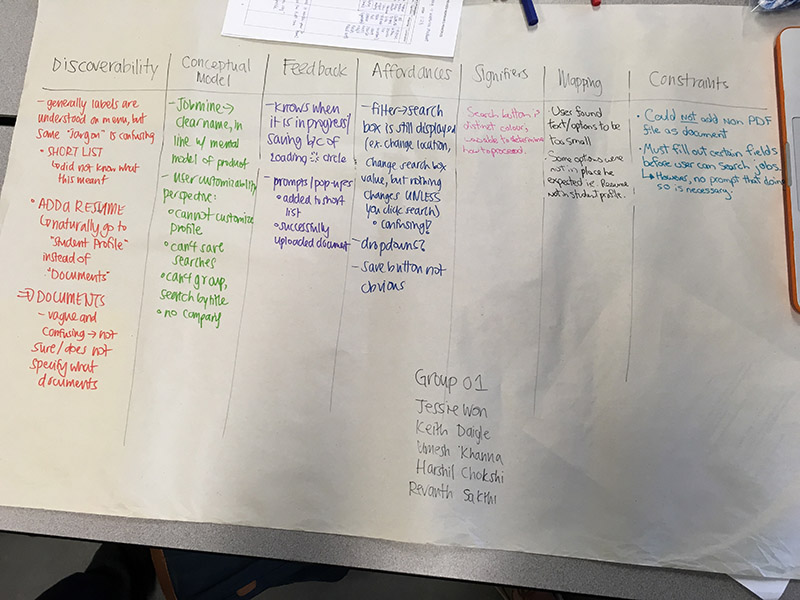 Discoverability
- generally labels are
understood on menu, but
some "Jargon" is confusing
• SHORT LIST
↳ did not know what
this meant
• ADD A RESUME
↳ naturally go to
"Student Profile"
instead of
"Documents"
⇒ DOCUMENTS
- vague and
confusing → not
sure/does not
specify what
documents
Conceptual
Model
- Jobmine →
clear name, in
line w/ mental
model of product
- user customizability
perspective:
• cannot customize
profile
• can't save
searches
• can't group,
search by title
• no company
Feedback
- knows when
it is in progress/
saving b/c of
loading circle
- prompts/pop-ups
• added to short
list
• successfully
uploaded document
Affordances
- filter → search
box is still displayed
(ex. change location,
change search box
value, but nothing
changes UNLESS
you click search)
• confusing?
- dropdowns?
- save button not
obvious
Signifiers
Search button
distinct colour,
to determine
how to proceed.
Mapping
• Users found
text/options to be
too small
• Some options were
not in place he
expected ie. Resume
not in student profile.
Constraints
• Could not add Non PDF
file as document
• Must fill out certain fields
before user can search jobs.
↳ However, no prompt that doing
so is necessary
Group 01
Jessie Won
Keith Daigle
Umesh Khanna
Harshil Chokshi
Revanth Sakthi